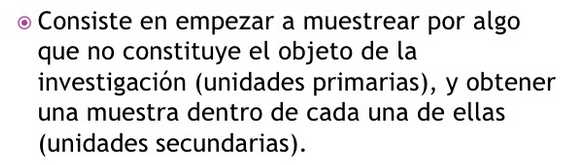 Consiste en empezar a muestrear por algo
que no constituye el objeto de la
investigación (unidades primarias), y obtener
una muestra dentro de cada una de ellas
(unidades secundarias).